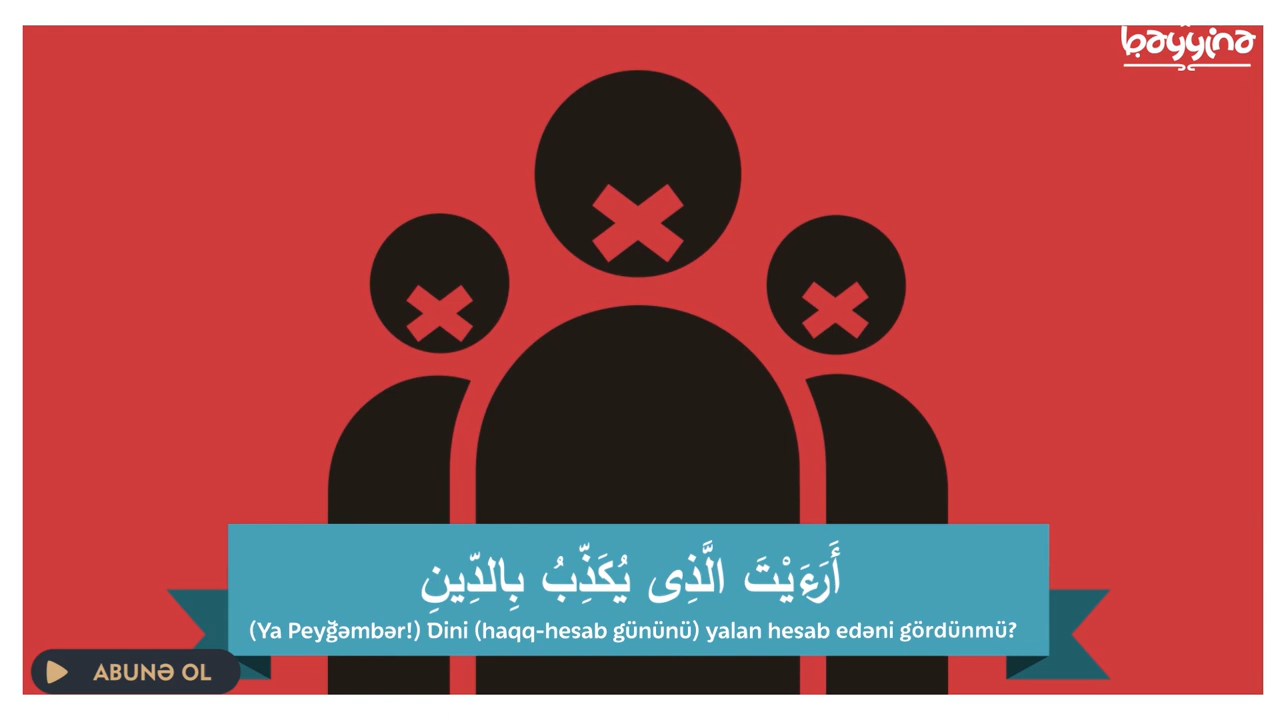 bayyina
أَرَءَيْتَ الَّذِى يُكَذِّبُ بِالدِّينِ
(Ya Peyğəmbər!) Dini (haqq-hesab gününü) yalan hesab edəni gördünmü?
ABUNƏ OL